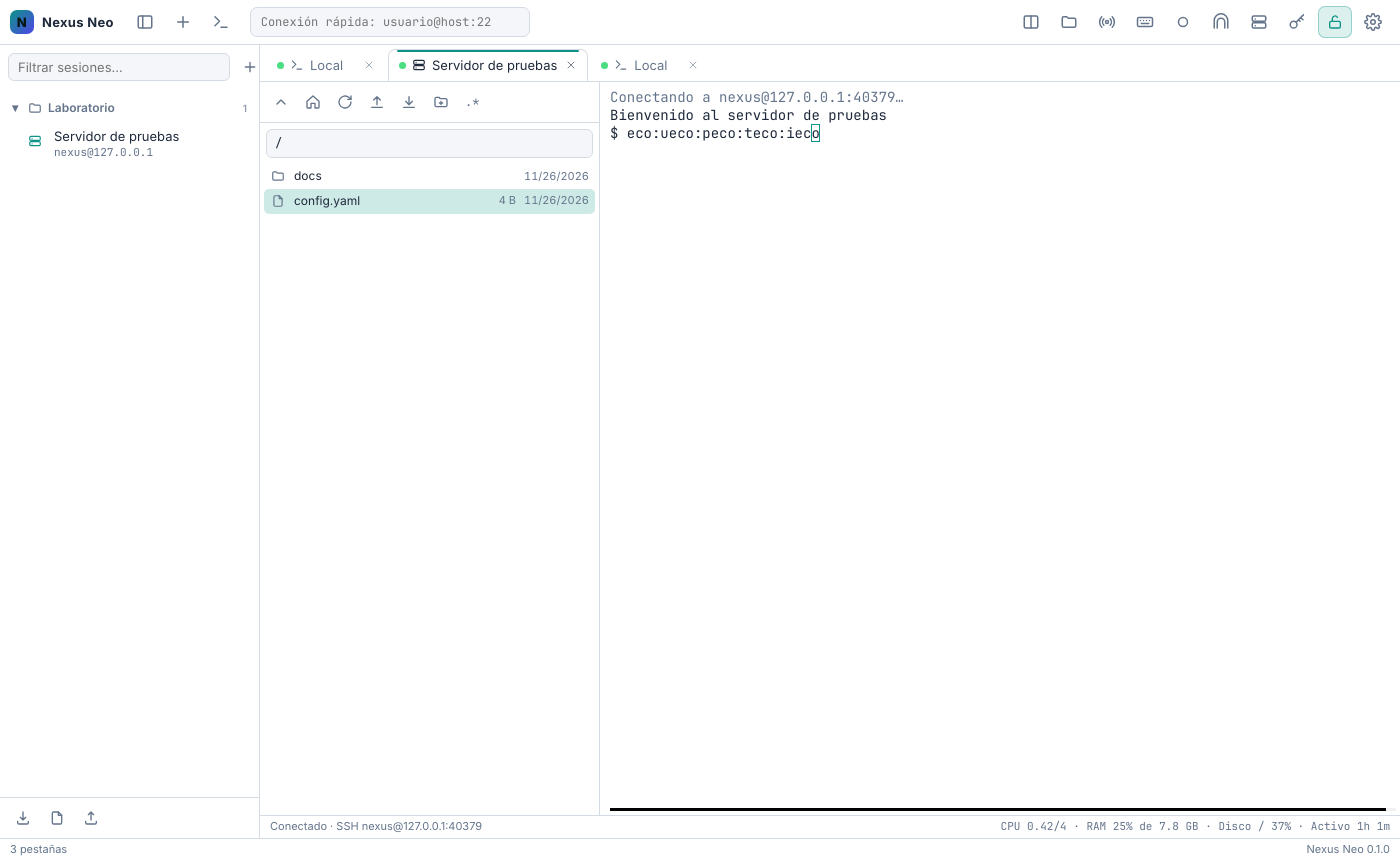 N Nexus Neo
Conexión rápida: usuario@host:22
Filtrar sesiones...
Laboratorio 1
Servidor de pruebas
nexus@127.0.0.1
Local
Servidor de pruebas
Local
.*
/
docs 11/26/2026
config.yaml 4 B 11/26/2026
Conectando a nexus@127.0.0.1:40379…
Bienvenido al servidor de pruebas
$ eco:ueco:peco:teco:ieco
Conectado · SSH nexus@127.0.0.1:40379
CPU 0.42/4 · RAM 25% de 7.8 GB · Disco / 37% · Activo 1h 1m
3 pestañas
Nexus Neo 0.1.0